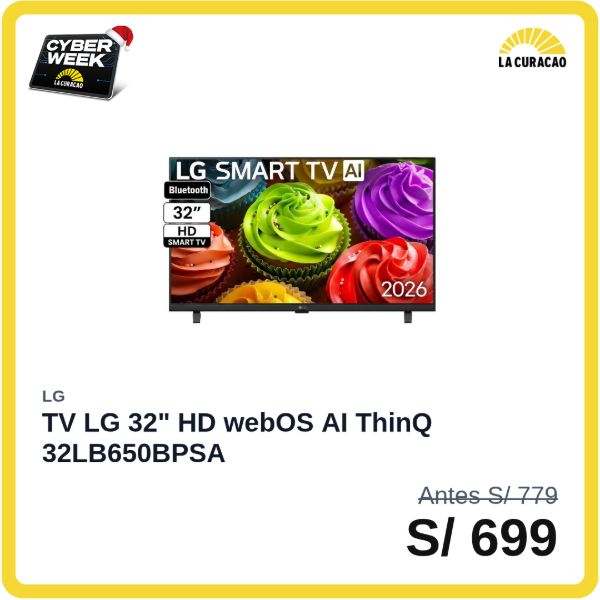 CYBER
WEEK
LA CURACAO
LA CURACAO
LG SMART TV AI
Bluetooth
32”
HD
SMART TV
2026
LG
LG
TV LG 32" HD webOS AI ThinQ
32LB650BPSA
Antes S/ 779
S/ 699